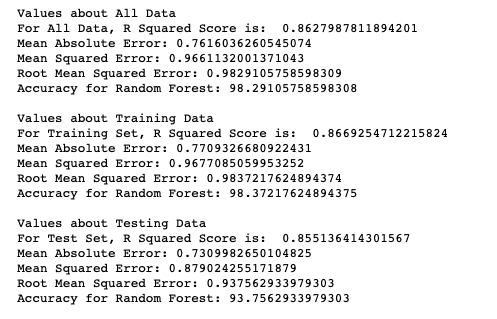 Values about All Data
For All Data, R Squared Score is:  0.8627987811894201
Mean Absolute Error: 0.7616036260545074
Mean Squared Error: 0.9661132001371043
Root Mean Squared Error: 0.9829105758598309
Accuracy for Random Forest: 98.29105758598308
Values about Training Data
For Training Set, R Squared Score is:  0.8669254712215824
Mean Absolute Error: 0.7709326680922431
Mean Squared Error: 0.9677085059953252
Root Mean Squared Error: 0.9837217624894374
Accuracy for Random Forest: 98.37217624894375
Values about Testing Data
For Test Set, R Squared Score is:  0.855136414301567
Mean Absolute Error: 0.7309982650104825
Mean Squared Error: 0.879024255171879
Root Mean Squared Error: 0.937562933979303
Accuracy for Random Forest: 93.7562933979303